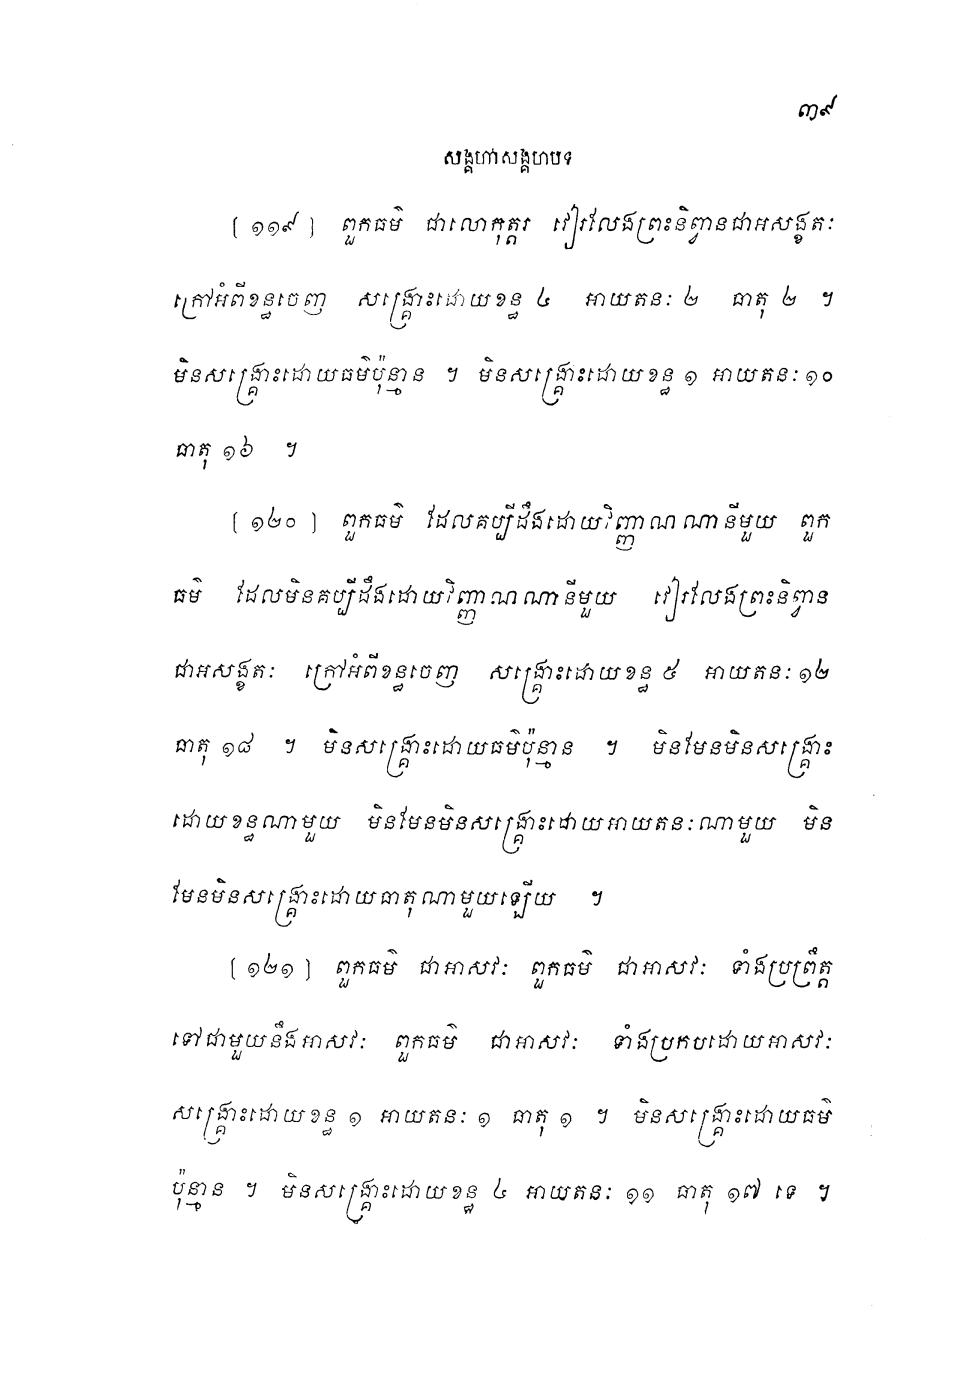 ៣៩
សង្គហាសង្គហបទ
[ ១១៩ ] ពួកធម៌ ជាលោកុត្តរ វៀរលែងព្រះនិព្វានជាអសង្ខតៈ
ក្រៅអំពីខន្ធចេញ សង្គ្រោះដោយខន្ធ ៤ អាយតនៈ ២ ធាតុ ២ ។
មិនសង្គ្រោះដោយធម៌ប៉ុន្មាន ។ មិនសង្គ្រោះដោយខន្ធ ១ អាយតនៈ ១០
ធាតុ ១៦ ។
[ ១២០ ] ពួកធម៌ ដែលគប្បីដឹងដោយវិញ្ញាណណានីមួយ ពួក
ធម៌ ដែលមិនគប្បីដឹងដោយវិញ្ញាណណានីមួយ វៀរលែងព្រះនិព្វាន
ជាអសង្ខតៈ ក្រៅអំពីខន្ធចេញ សង្គ្រោះដោយខន្ធ ៥ អាយតនៈ ១២
ធាតុ ១៨ ។ មិនសង្គ្រោះដោយធម៌ប៉ុន្មាន ។ មិនមែនមិនសង្គ្រោះ
ដោយខន្ធណាមួយ មិនមែនមិនសង្គ្រោះដោយអាយតនៈណាមួយ មិន
មែនមិនសង្គ្រោះដោយធាតុណាមួយឡើយ ។
[ ១២១ ] ពួកធម៌ ជាអាសវៈ ពួកធម៌ ជាអាសវៈ ទាំងប្រព្រឹត្ត
ទៅជាមួយនឹងអាសវៈ ពួកធម៌ ជាអាសវៈ ទាំងប្រកបដោយអាសវៈ
សង្គ្រោះដោយខន្ធ ១ អាយតនៈ ១ ធាតុ ១ ។ មិនសង្គ្រោះដោយធម៌
ប៉ុន្មាន ។ មិនសង្គ្រោះដោយខន្ធ ៤ អាយតនៈ ១១ ធាតុ ១៧ ទេ ។